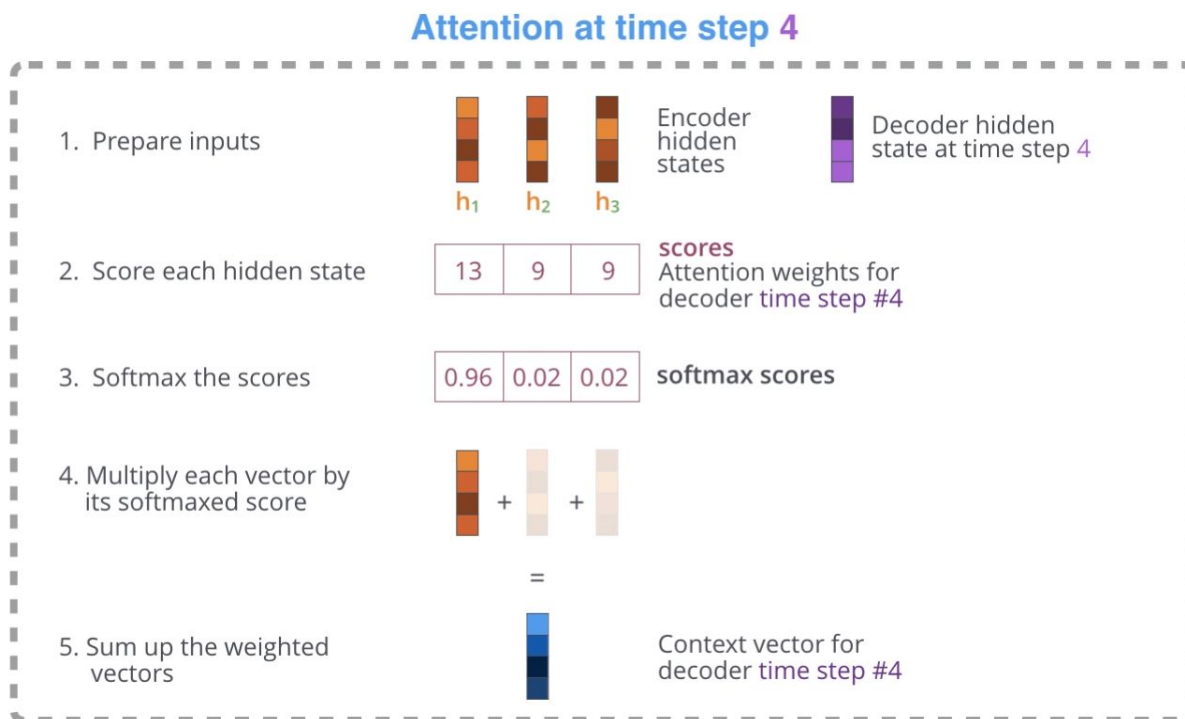 Attention at time step 4
1. Prepare inputs
Encoder
hidden
states
Decoder hidden
state at time step 4
h₁ h₂ h₃
2. Score each hidden state
13 9 9
scores
Attention weights for
decoder time step #4
3. Softmax the scores
0.96 0.02 0.02
softmax scores
4. Multiply each vector by
its softmaxed score
+ +
=
5. Sum up the weighted
vectors
Context vector for
decoder time step #4